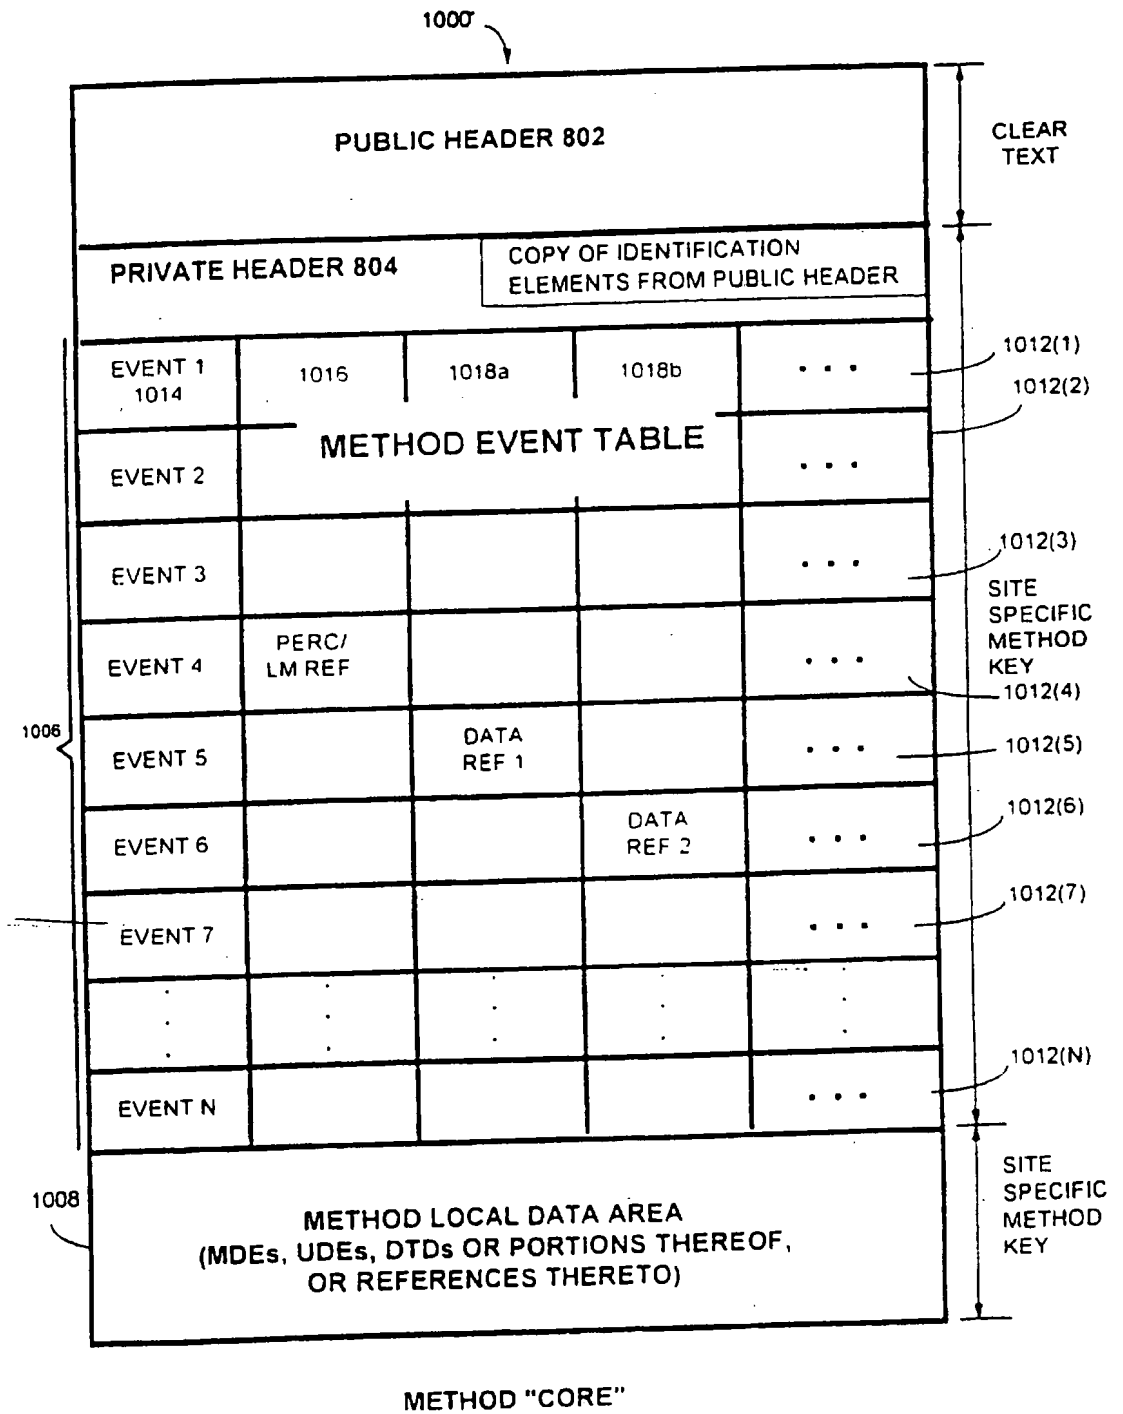 1000
PUBLIC HEADER 802
CLEAR
TEXT
PRIVATE HEADER 804
COPY OF IDENTIFICATION
ELEMENTS FROM PUBLIC HEADER
EVENT 1
1014
1016
1018a
1018b
• • •
1012(1)
1012(2)
METHOD EVENT TABLE
EVENT 2
• • •
EVENT 3
• • •
1012(3)
SITE
SPECIFIC
METHOD
KEY
EVENT 4
PERC/
LM REF
• • •
1012(4)
1006
EVENT 5
DATA
REF 1
• • •
1012(5)
EVENT 6
DATA
REF 2
• • •
1012(6)
EVENT 7
• • •
1012(7)
EVENT N
• • •
1012(N)
1008
METHOD LOCAL DATA AREA
(MDEs, UDEs, DTDs OR PORTIONS THEREOF,
OR REFERENCES THERETO)
SITE
SPECIFIC
METHOD
KEY
METHOD "CORE"